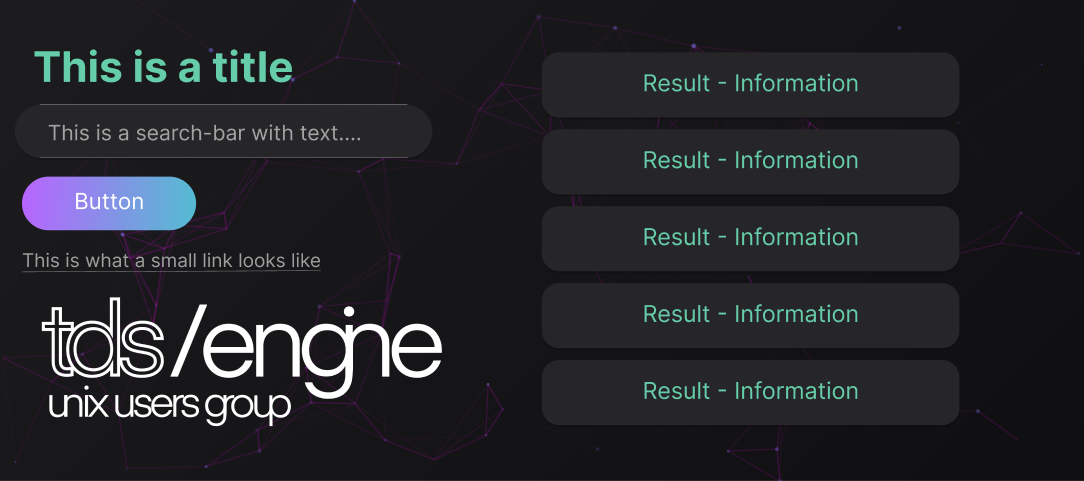 This is a title
This is a search-bar with text....
Button
This is what a small link looks like
tds/engine
unix users group
Result - Information
Result - Information
Result - Information
Result - Information
Result - Information